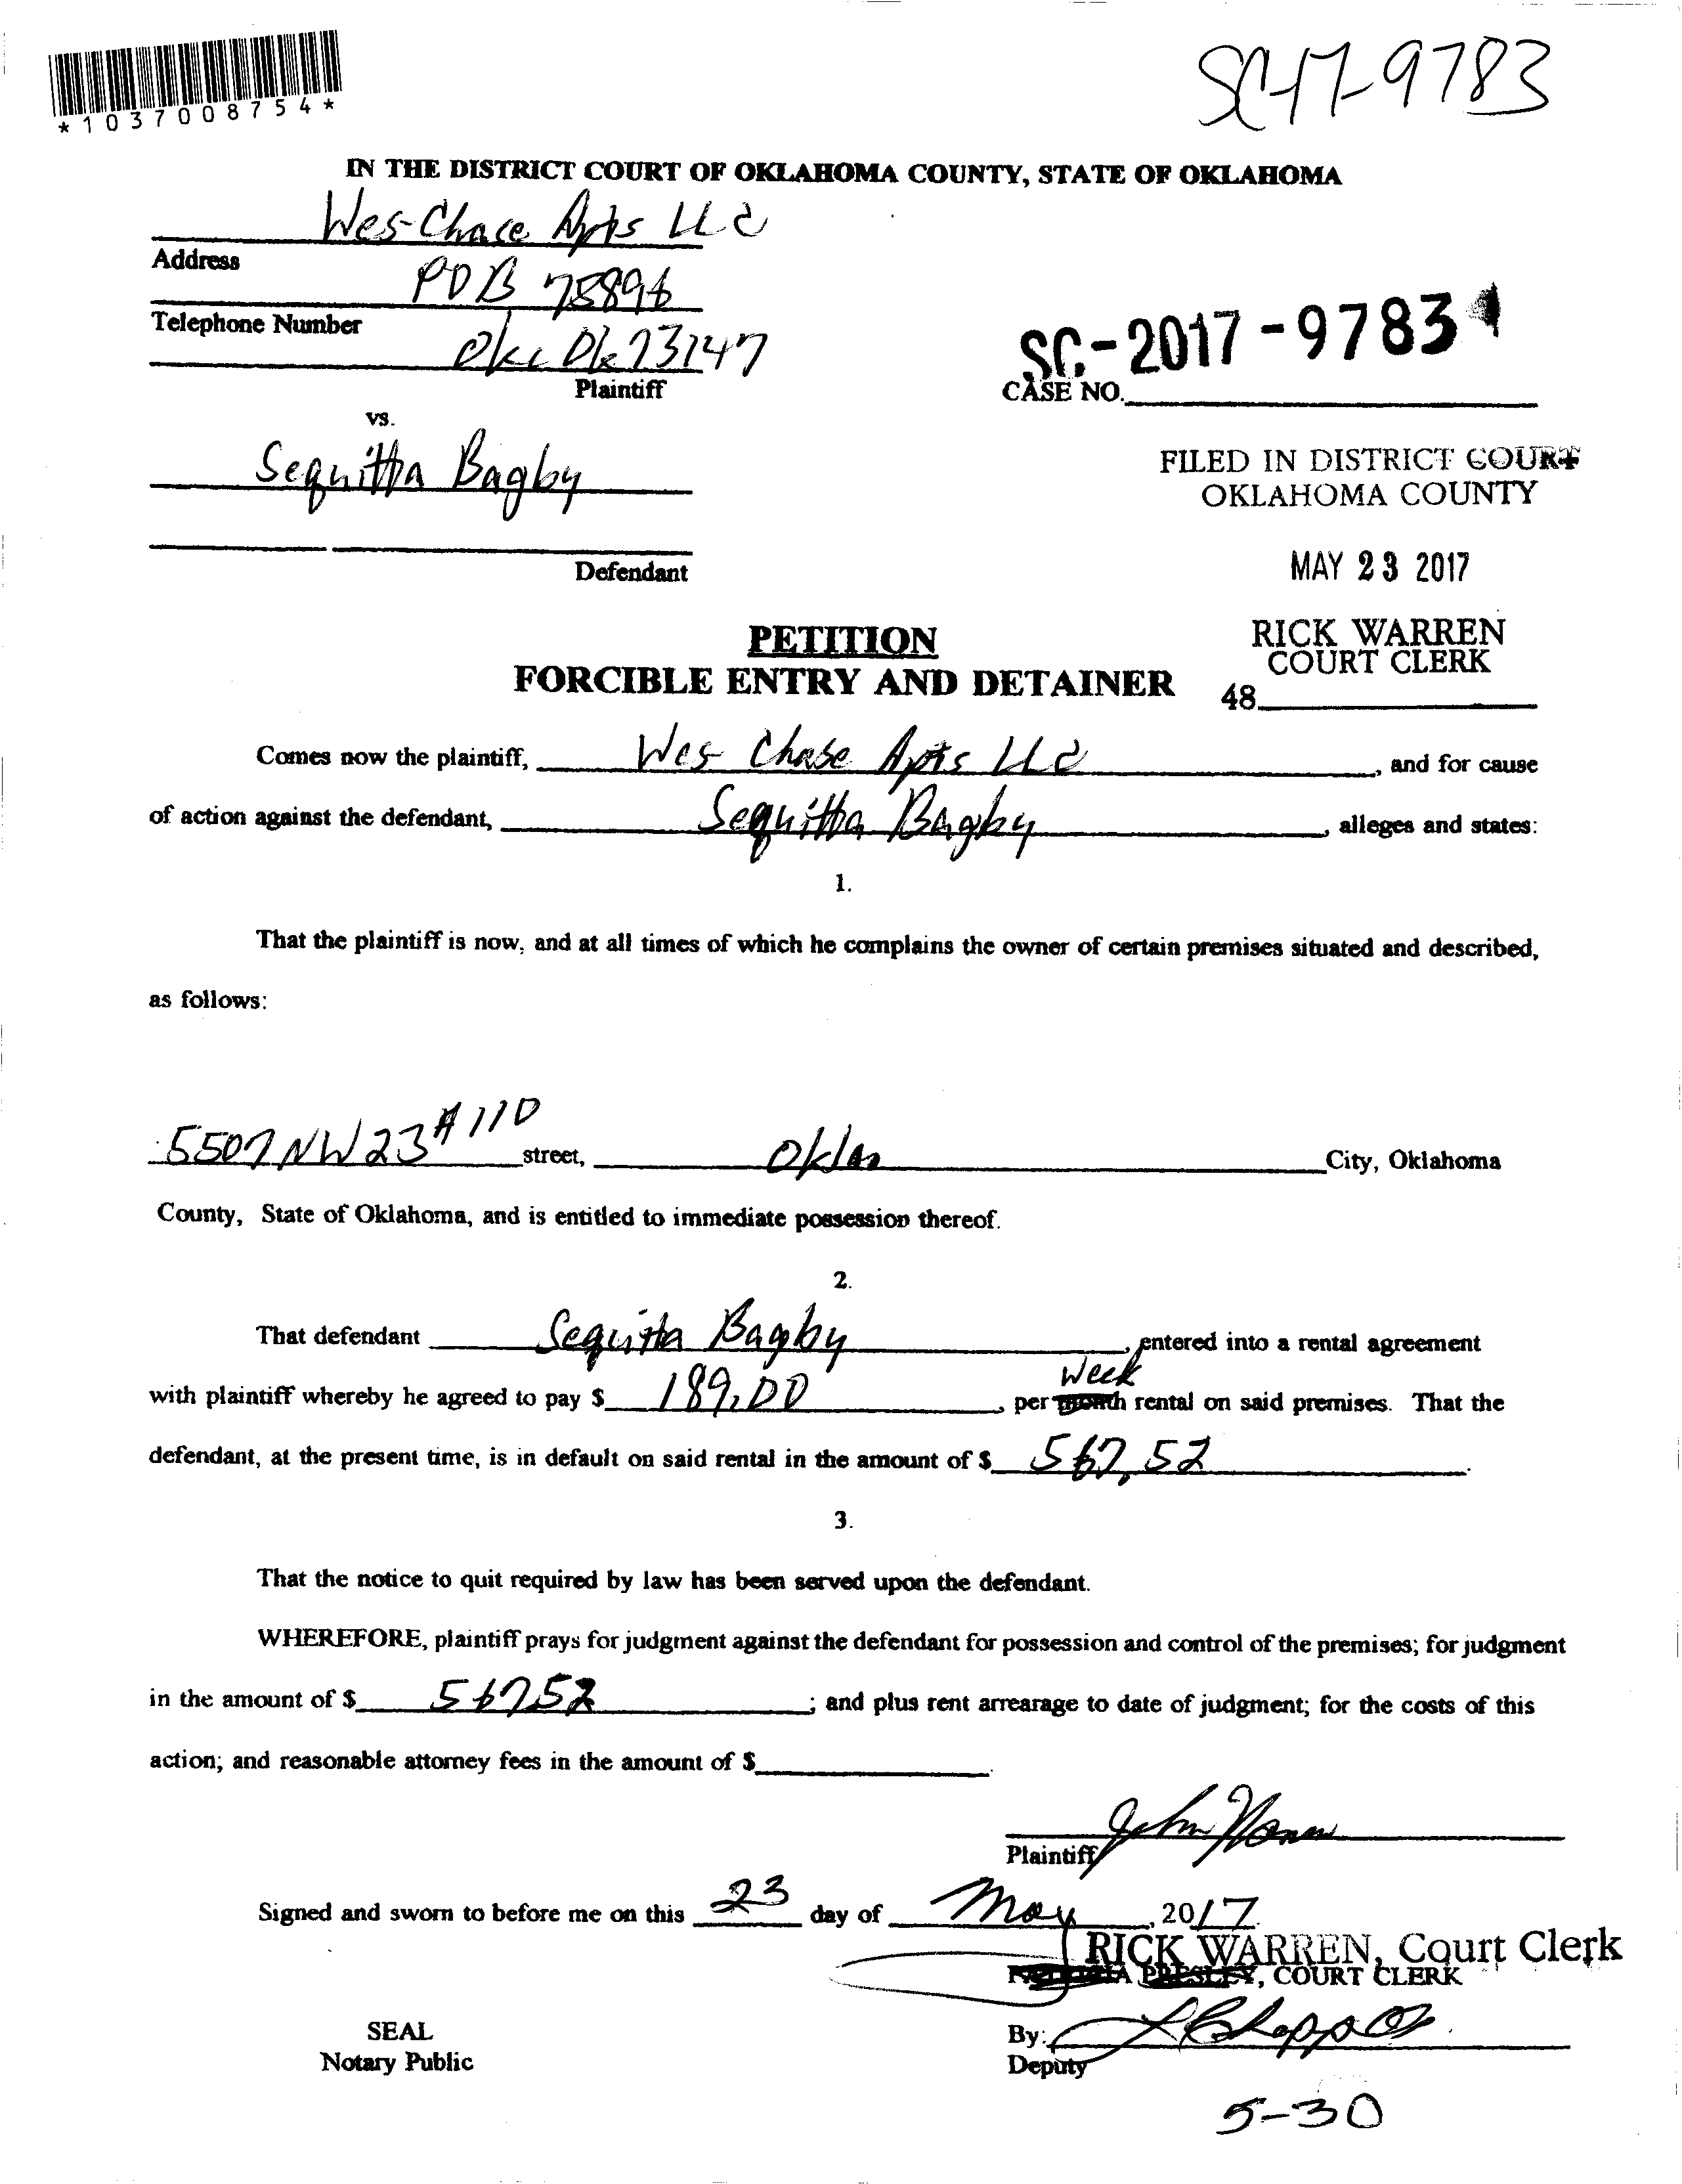 SC-17-9783
*1037008754*
IN THE DISTRICT COURT OF OKLAHOMA COUNTY, STATE OF OKLAHOMA
Wes-Chace Apts LLC
Address
POB 75896
Telephone Number
Okc Ok 73147
Plaintiff
SC-2017-9783
CASE NO.
vs.
Sequitta Bagby
Defendant
FILED IN DISTRICT COURT
OKLAHOMA COUNTY
MAY 23 2017
RICK WARREN
COURT CLERK
48
PETITION
FORCIBLE ENTRY AND DETAINER
Comes now the plaintiff, Wes-Chase Apts LLC, and for cause
of action against the defendant, Sequitta Bagby, alleges and states:
1.
That the plaintiff is now, and at all times of which he complains the owner of certain premises situated and described,
as follows:
5507 NW 23 #110 street, Okla City, Oklahoma
County, State of Oklahoma, and is entitled to immediate possession thereof.
2.
That defendant Sequitta Bagby, entered into a rental agreement
with plaintiff whereby he agreed to pay $ 189.00, per month week rental on said premises. That the
defendant, at the present time, is in default on said rental in the amount of $ 567.52.
3.
That the notice to quit required by law has been served upon the defendant.
WHEREFORE, plaintiff prays for judgment against the defendant for possession and control of the premises; for judgment
in the amount of $ 567.52; and plus rent arrearage to date of judgment; for the costs of this
action; and reasonable attorney fees in the amount of $.
John
Plaintiff
Signed and sworn to before me on this 23 day of May, 2017
RICK WARREN, Court Clerk
PRESLEY, COURT CLERK
SEAL
Notary Public
By:
Deputy
5-30